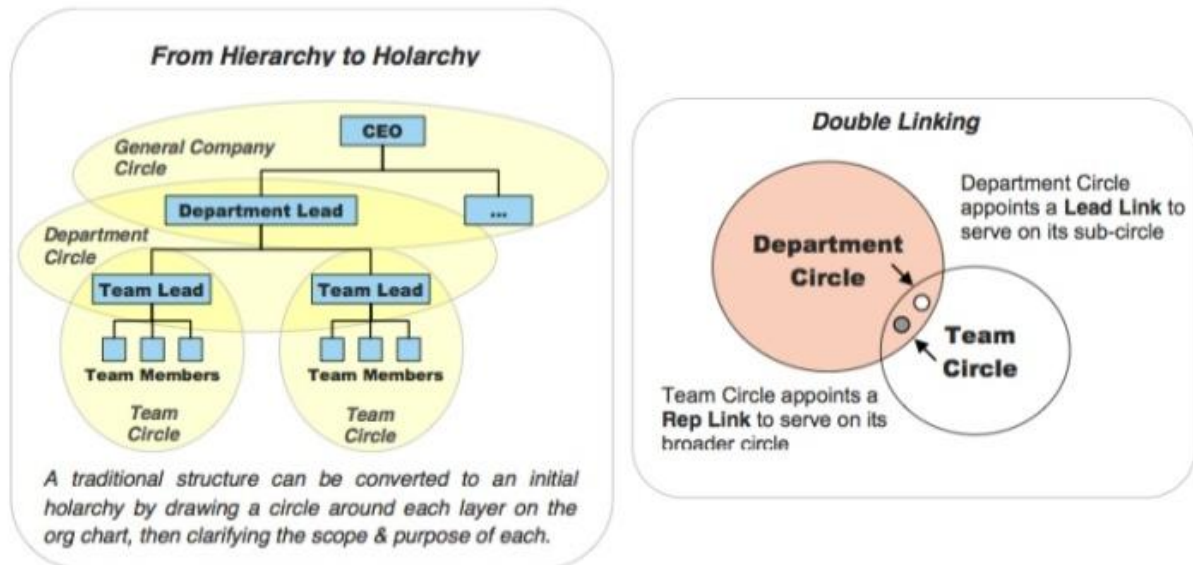 From Hierarchy to Holarchy
CEO
General Company
Circle
Department Lead
...
Department
Circle
Team Lead
Team Lead
Team Members
Team Members
Team
Circle
Team
Circle
A traditional structure can be converted to an initial
holarchy by drawing a circle around each layer on the
org chart, then clarifying the scope & purpose of each.
Double Linking
Department Circle
appoints a Lead Link to
serve on its sub-circle
Department
Circle
Team
Circle
Team Circle appoints a
Rep Link to serve on its
broader circle